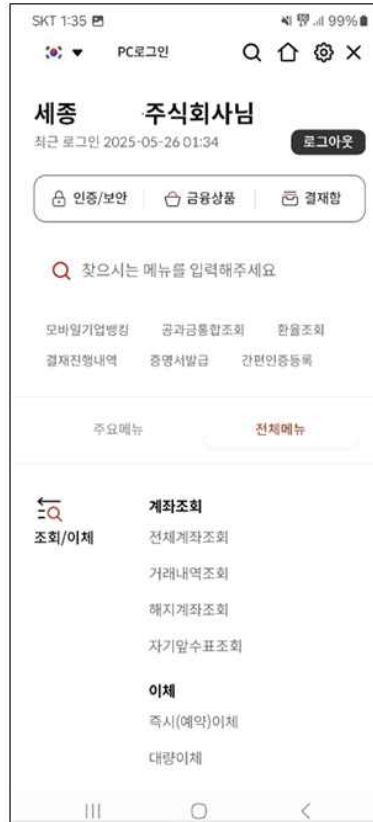 SKT 1:35 99%
PC로그인
세종 주식회사님
최근 로그인 2025-05-26 01:34 로그아웃
인증/보안 금융상품 결재함
찾으시는 메뉴를 입력해주세요
모바일기업뱅킹 공과금통합조회 환율조회
결재진행내역 증명서발급 간편인증등록
주요메뉴 전체메뉴
계좌조회
조회/이체 전체계좌조회
거래내역조회
해지계좌조회
자기앞수표조회
이체
즉시(예약)이체
대량이체